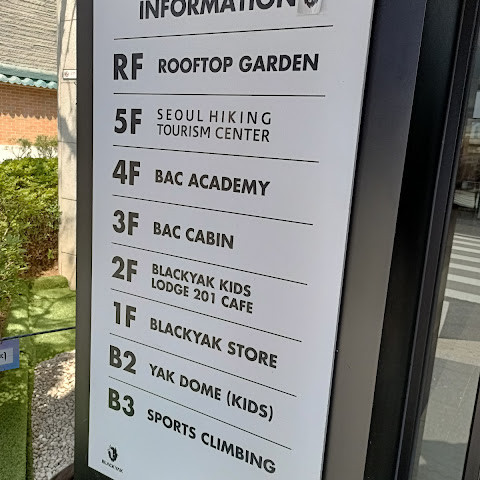 INFORMATION
RF ROOFTOP GARDEN
5F SEOUL HIKING
TOURISM CENTER
4F BAC ACADEMY
3F BAC CABIN
2F BLACKYAK KIDS
LODGE 201 CAFE
1F BLACKYAK STORE
B2 YAK DOME (KIDS)
B3 SPORTS CLIMBING
BLACKYAK